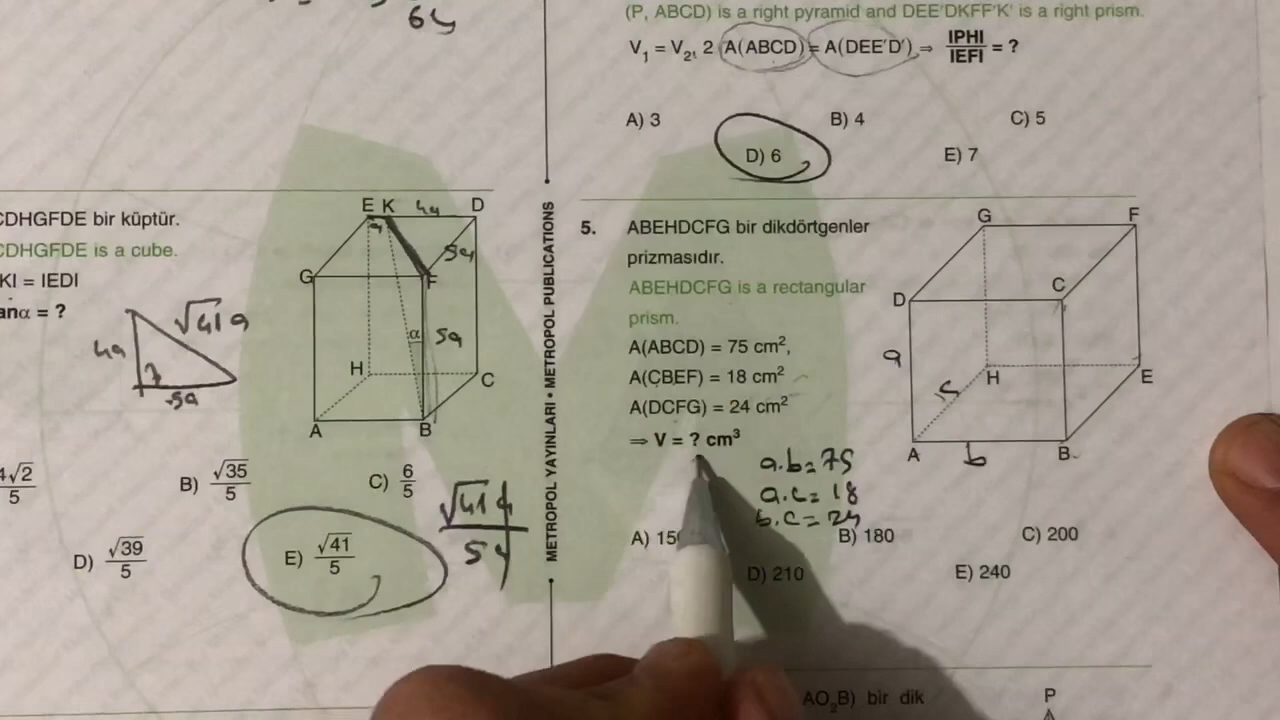 64
(P, ABCD) is a right pyramid and DEE'DKFF'K' is a right prism.
V1 = V2, 2 A(ABCD) = A(DEE'D') ⇒ IPHI/IEFI = ?
A) 3
B) 4
C) 5
D) 6
E) 7
CDHGFDE bir küptür.
CDHGFDE is a cube.
KI = IEDI
anα = ?
4a
√41 a
5a
E K 4a D
a
5a
G F
α 5a
H
C
A B
4√2/5
B) √35/5
C) 6/5
D) √39/5
E) √41/5
√41
5
METROPOL YAYINLARI • METROPOL PUBLICATIONS
5. ABEHDCFG bir dikdörtgenler
prizmasıdır.
ABEHDCFG is a rectangular
prism.
A(ABCD) = 75 cm²,
A(CBEF) = 18 cm²
A(DCFG) = 24 cm²
⇒ V = ? cm³
a.b = 75
a.c = 18
b.c = 24
G F
D C
a
H E
A b B
A) 15
B) 180
C) 200
D) 210
E) 240
AO2B) bir dik
P